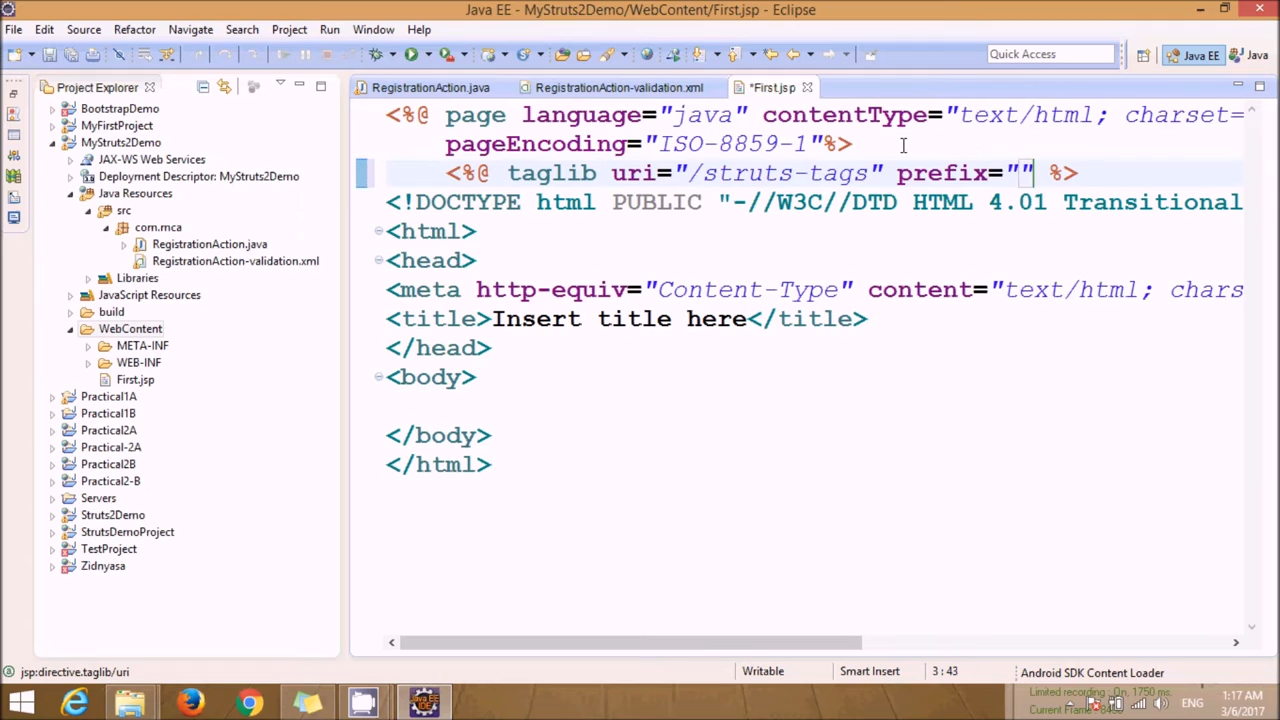 Java EE - MyStruts2Demo/WebContent/First.jsp - Eclipse
File Edit Source Refactor Navigate Search Project Run Window Help
Quick Access
Java EE
Java
Project Explorer
RegistrationAction.java
RegistrationAction-validation.xml
*First.jsp
BootstrapDemo
MyFirstProject
MyStruts2Demo
JAX-WS Web Services
Deployment Descriptor: MyStruts2Demo
Java Resources
src
com.mca
RegistrationAction.java
RegistrationAction-validation.xml
Libraries
JavaScript Resources
build
WebContent
META-INF
WEB-INF
First.jsp
Practical1A
Practical1B
Practical2A
Practical-2A
Practical2B
Practical2-B
Servers
Struts2Demo
StrutsDemoProject
TestProject
Zidnyasa
<%@ page language="java" contentType="text/html; charset=
pageEncoding="ISO-8859-1"%>
<%@ taglib uri="/struts-tags" prefix="" %>
<!DOCTYPE html PUBLIC "-//W3C//DTD HTML 4.01 Transitional
<html>
<head>
<meta http-equiv="Content-Type" content="text/html; chars
<title>Insert title here</title>
</head>
<body>
</body>
</html>
jsp:directive.taglib/uri
Writable
Smart Insert
3 : 43
Android SDK Content Loader
Limited recording : On, 1750 ms.
Current Frame :
ENG
1:17 AM
3/6/2017